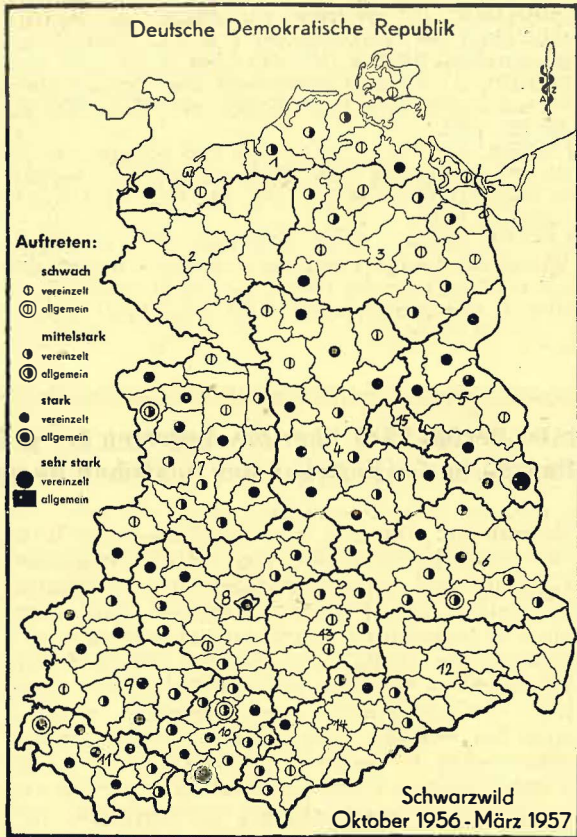 Deutsche Demokratische Republik
B Z
A
Auftreten:
schwach
vereinzelt
allgemein
mittelstark
vereinzelt
allgemein
stark
vereinzelt
allgemein
sehr stark
vereinzelt
allgemein
1
2
3
4
5
15
7
6
8
13
12
9
10
14
11
Schwarzwild
Oktober 1956 - März 1957